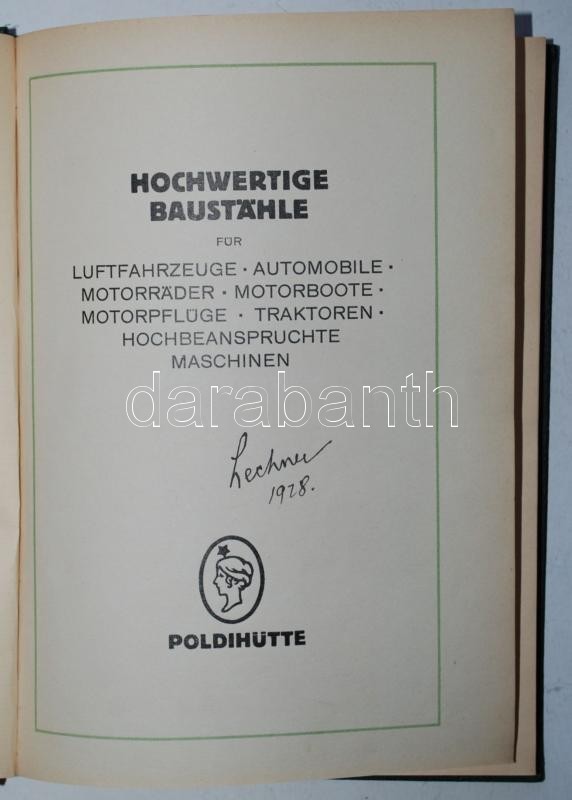 HOCHWERTIGE
BAUSTÄHLE
FÜR
LUFTFAHRZEUGE · AUTOMOBILE ·
MOTORRÄDER · MOTORBOOTE ·
MOTORPFLÜGE · TRAKTOREN ·
HOCHBEANSPRUCHTE
MASCHINEN
darabanth
Lechner
1928.
POLDIHÜTTE